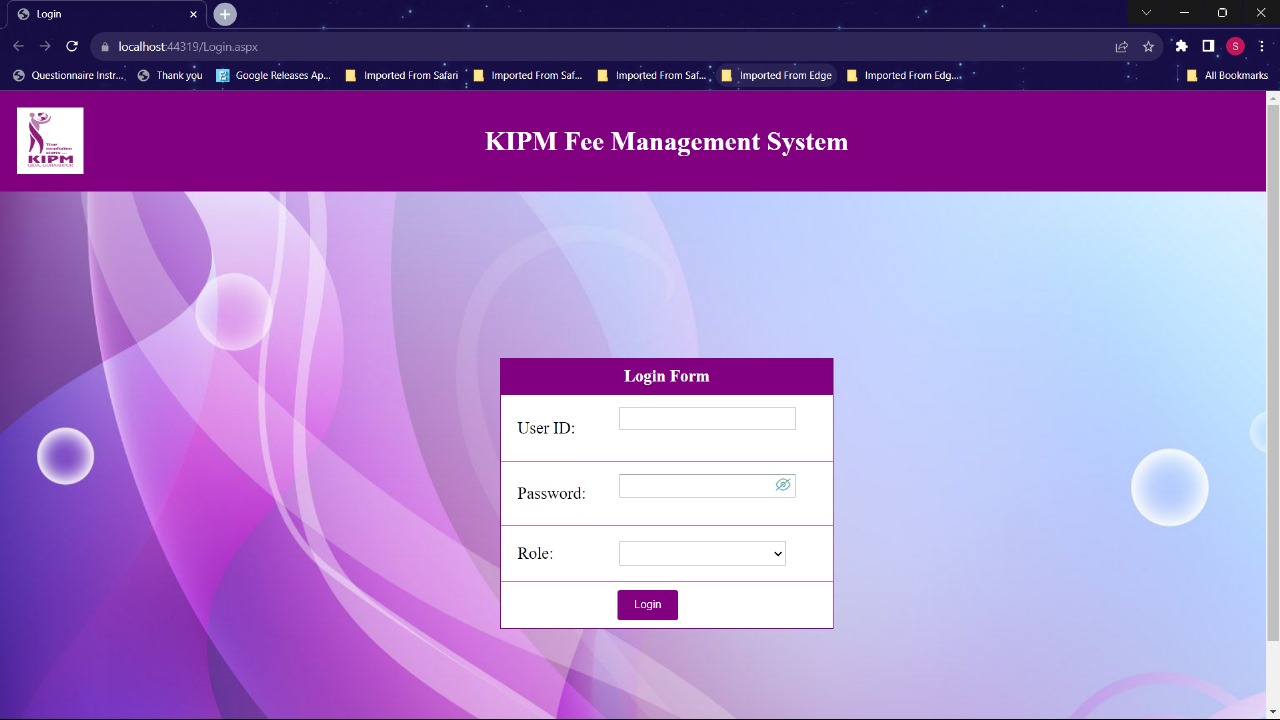 Login
localhost:44319/Login.aspx
Questionnaire Instr...
Thank you
Google Releases Ap...
Imported From Safari
Imported From Saf...
Imported From Saf...
Imported From Edge
Imported From Edg...
All Bookmarks
S
KIPM
KIPM Fee Management System
Login Form
User ID:
Password:
Role:
Login